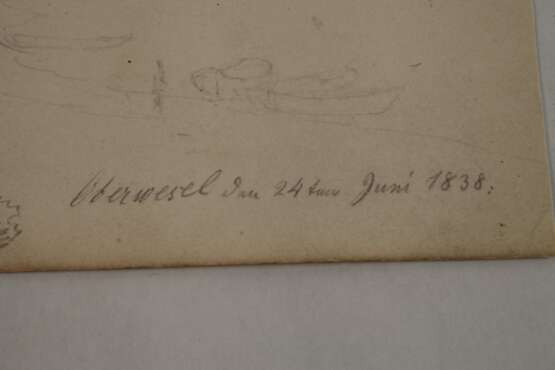 Oberwesel den 24ten Juni 1838.